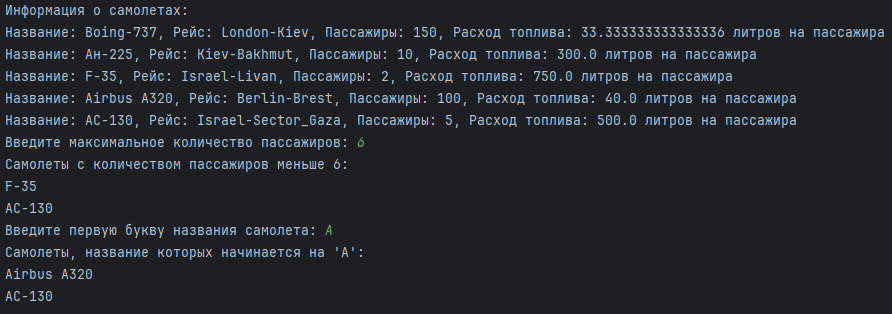 Информация о самолетах:
Название: Boing-737, Рейс: London-Kiev, Пассажиры: 150, Расход топлива: 33.333333333333336 литров на пассажира
Название: Ан-225, Рейс: Kiev-Bakhmut, Пассажиры: 10, Расход топлива: 300.0 литров на пассажира
Название: F-35, Рейс: Israel-Livan, Пассажиры: 2, Расход топлива: 750.0 литров на пассажира
Название: Airbus A320, Рейс: Berlin-Brest, Пассажиры: 100, Расход топлива: 40.0 литров на пассажира
Название: AC-130, Рейс: Israel-Sector_Gaza, Пассажиры: 5, Расход топлива: 500.0 литров на пассажира
Введите максимальное количество пассажиров: 6
Самолеты с количеством пассажиров меньше 6:
F-35
AC-130
Введите первую букву названия самолета: A
Самолеты, название которых начинается на 'A':
Airbus A320
AC-130